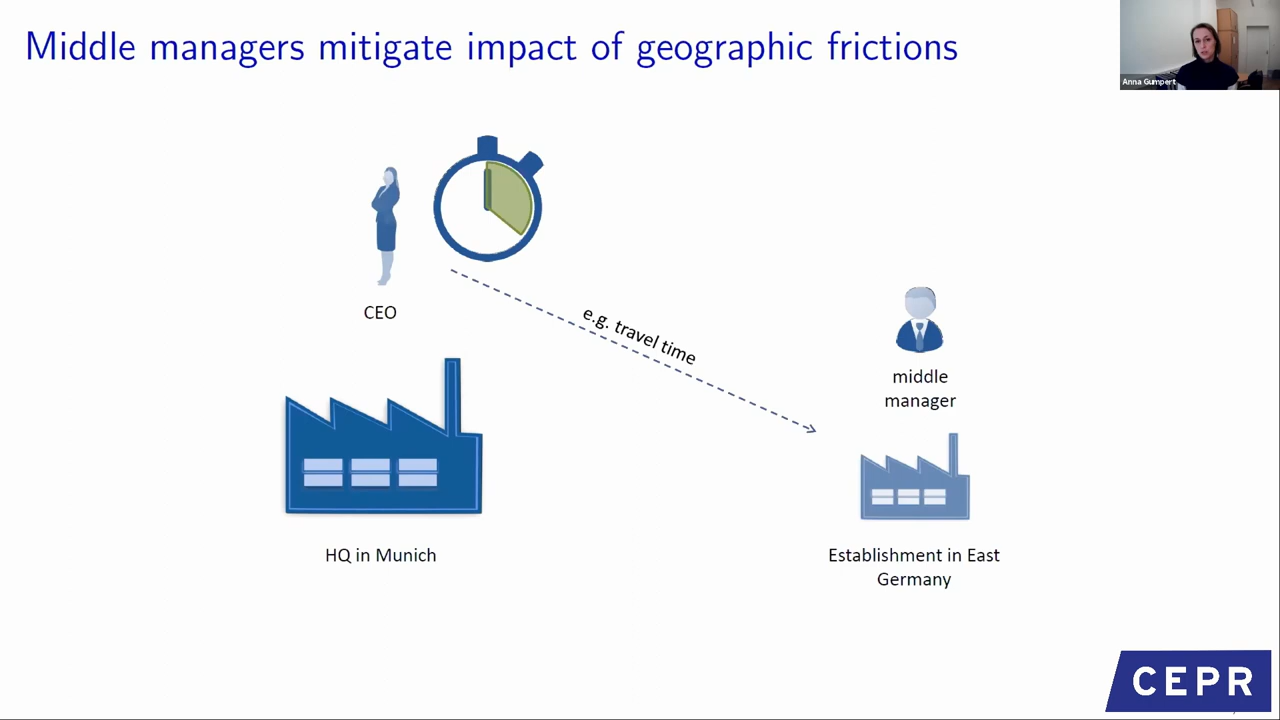 Middle managers mitigate impact of geographic frictions
Anna Gumpert
CEO
e.g. travel time
middle
manager
HQ in Munich
Establishment in East
Germany
CEPR